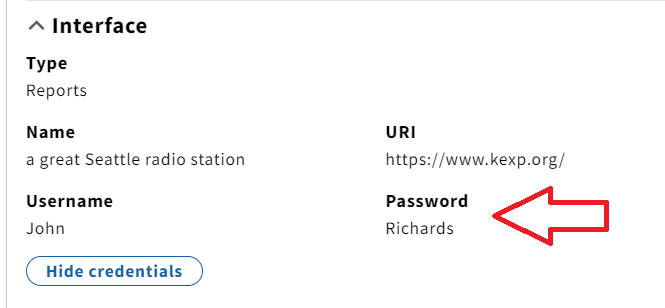 Interface
Type
Reports
Name
URI
a great Seattle radio station
https://www.kexp.org/
Username
Password
John
Richards
Hide credentials